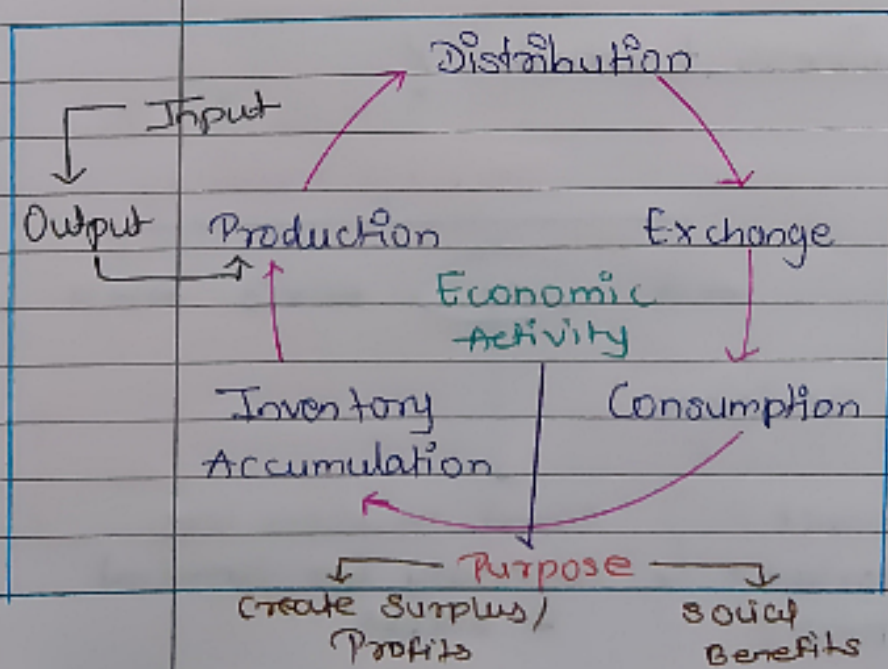 Distribution
Input
Output Production Exchange
Economic
Activity
Inventory Consumption
Accumulation
Purpose
Create Surplus/ Social
Profits Benefits